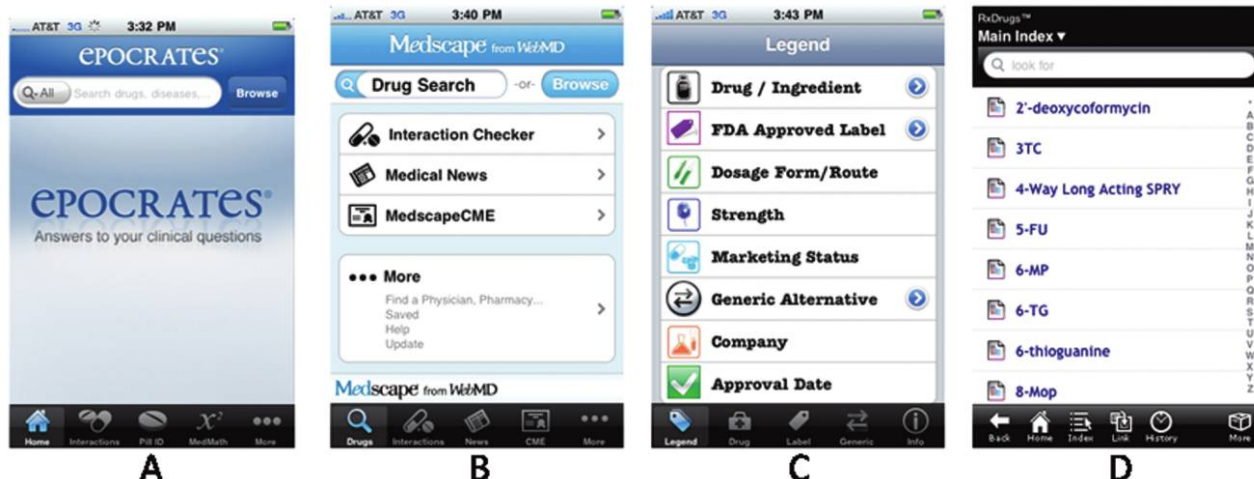 AT&T 3G 3:32 PM
EPOCRATES®
All Search drugs, diseases,... Browse
EPOCRATES®
Answers to your clinical questions
Home Interactions Pill ID MedMath More
A
AT&T 3G 3:40 PM
Medscape from WebMD
Drug Search -or- Browse
Interaction Checker
Medical News
MedscapeCME
More
Find a Physician, Pharmacy...
Saved
Help
Update
Medscape from WebMD
Drugs Interactions News CME More
B
AT&T 3G 3:43 PM
Legend
Drug / Ingredient
FDA Approved Label
Dosage Form/Route
Strength
Marketing Status
Generic Alternative
Company
Approval Date
Legend Drug Label Generic Info
C
RxDrugs™
Main Index ▾
look for
2'-deoxycoformycin
3TC
4-Way Long Acting SPRY
5-FU
6-MP
6-TG
6-thioguanine
8-Mop
*
A
B
C
D
E
F
G
H
I
J
K
L
M
N
O
P
Q
R
S
T
U
V
W
X
Y
Z
Back Home Index Link History More
D